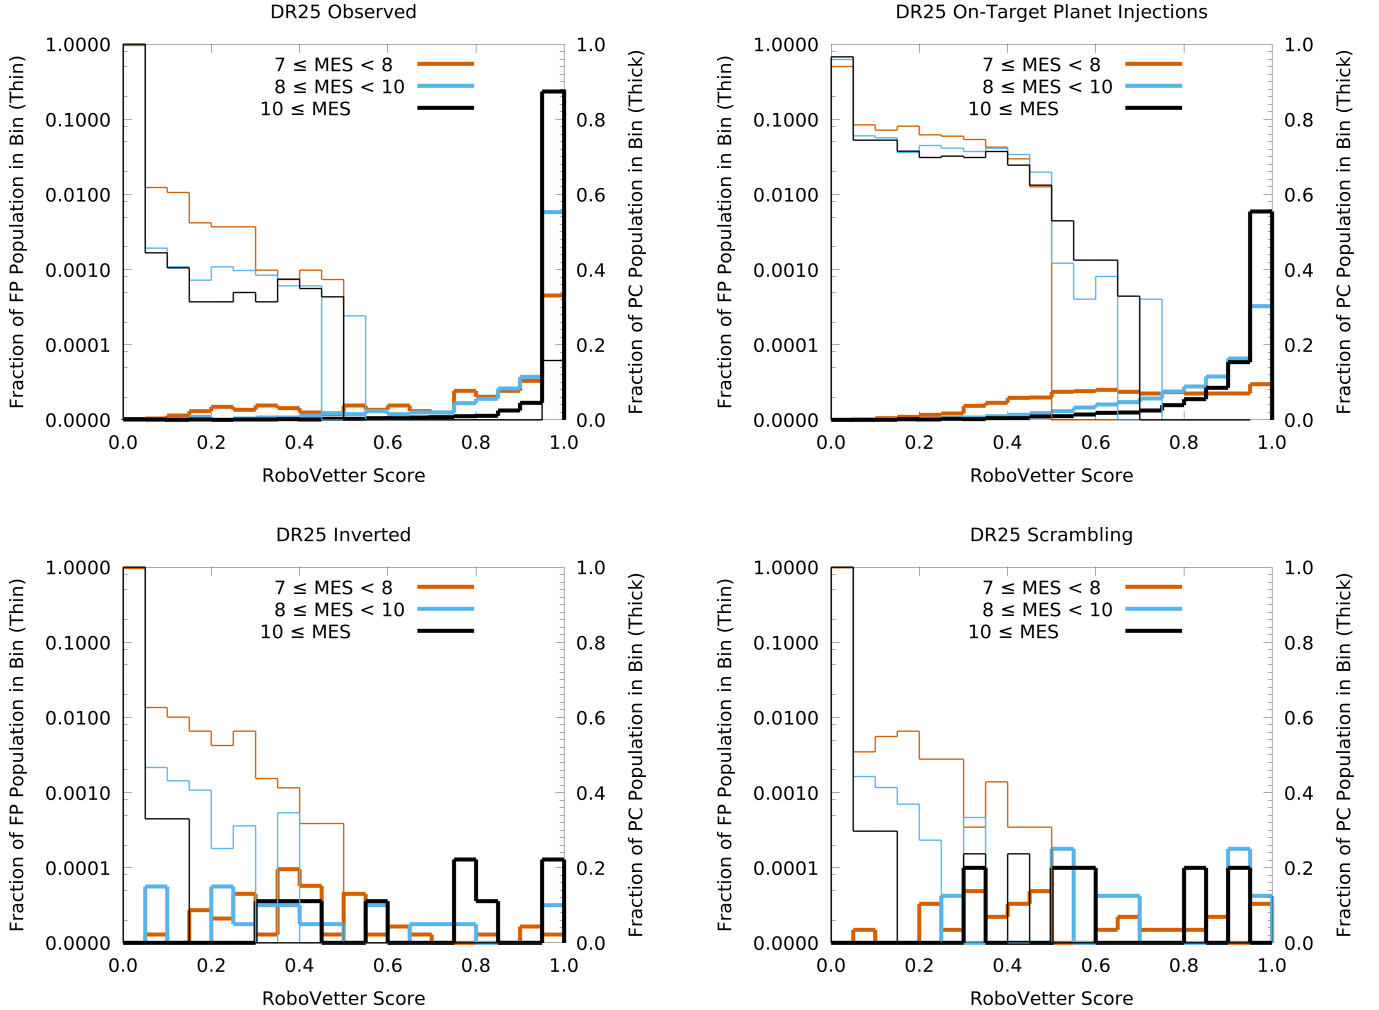 DR25 Observed
Fraction of FP Population in Bin (Thin)
1.0000
0.1000
0.0100
0.0010
0.0001
0.0000
7 ≤ MES < 8
8 ≤ MES < 10
10 ≤ MES
1.0
0.8
0.6
0.4
0.2
0.0
Fraction of PC Population in Bin (Thick)
0.0 0.2 0.4 0.6 0.8 1.0
RoboVetter Score
DR25 On-Target Planet Injections
Fraction of FP Population in Bin (Thin)
1.0000
0.1000
0.0100
0.0010
0.0001
0.0000
7 ≤ MES < 8
8 ≤ MES < 10
10 ≤ MES
1.0
0.8
0.6
0.4
0.2
0.0
Fraction of PC Population in Bin (Thick)
0.0 0.2 0.4 0.6 0.8 1.0
RoboVetter Score
DR25 Inverted
Fraction of FP Population in Bin (Thin)
1.0000
0.1000
0.0100
0.0010
0.0001
0.0000
7 ≤ MES < 8
8 ≤ MES < 10
10 ≤ MES
1.0
0.8
0.6
0.4
0.2
0.0
Fraction of PC Population in Bin (Thick)
0.0 0.2 0.4 0.6 0.8 1.0
RoboVetter Score
DR25 Scrambling
Fraction of FP Population in Bin (Thin)
1.0000
0.1000
0.0100
0.0010
0.0001
0.0000
7 ≤ MES < 8
8 ≤ MES < 10
10 ≤ MES
1.0
0.8
0.6
0.4
0.2
0.0
Fraction of PC Population in Bin (Thick)
0.0 0.2 0.4 0.6 0.8 1.0
RoboVetter Score